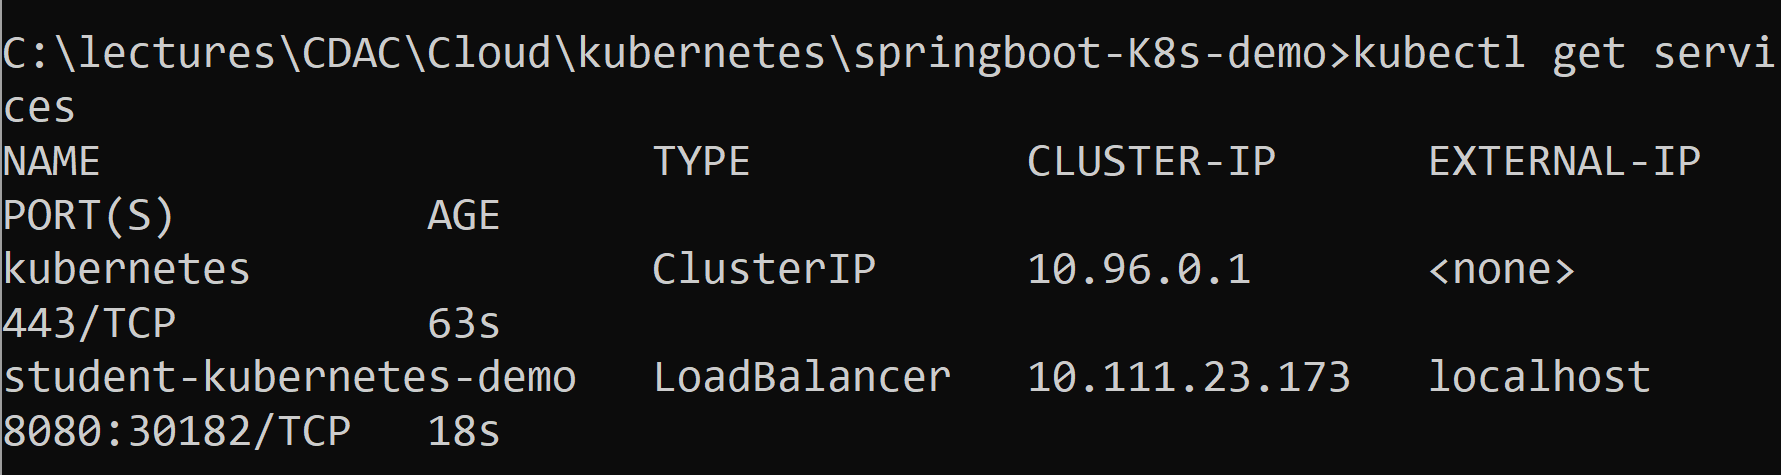 C:\lectures\CDAC\Cloud\kubernetes\springboot-K8s-demo>kubectl get servi
ces
NAME                      TYPE           CLUSTER-IP      EXTERNAL-IP
PORT(S)          AGE
kubernetes                ClusterIP      10.96.0.1       <none>
443/TCP          63s
student-kubernetes-demo   LoadBalancer   10.111.23.173   localhost
8080:30182/TCP   18s